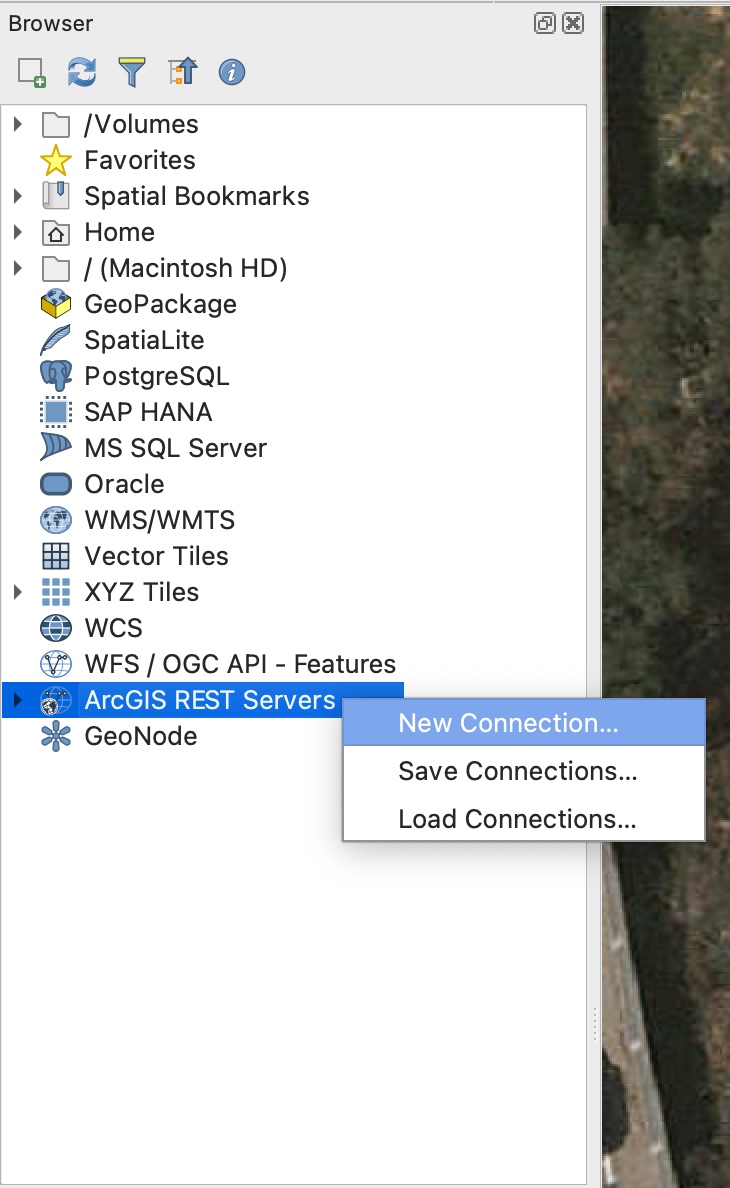 Browser
/Volumes
Favorites
Spatial Bookmarks
Home
/ (Macintosh HD)
GeoPackage
SpatiaLite
PostgreSQL
SAP HANA
MS SQL Server
Oracle
WMS/WMTS
Vector Tiles
XYZ Tiles
WCS
WFS / OGC API - Features
ArcGIS REST Servers
New Connection...
GeoNode
Save Connections...
Load Connections...